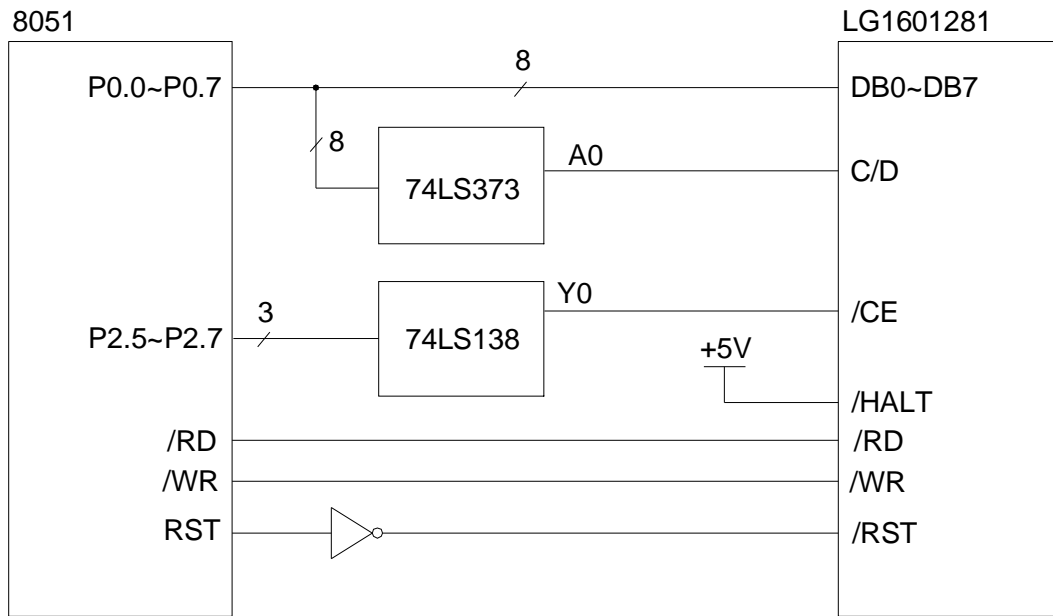 8051
LG1601281
P0.0~P0.7
8
DB0~DB7
8
A0
C/D
74LS373
Y0
3
/CE
P2.5~P2.7
74LS138
+5V
/HALT
/RD
/RD
/WR
/WR
RST
/RST